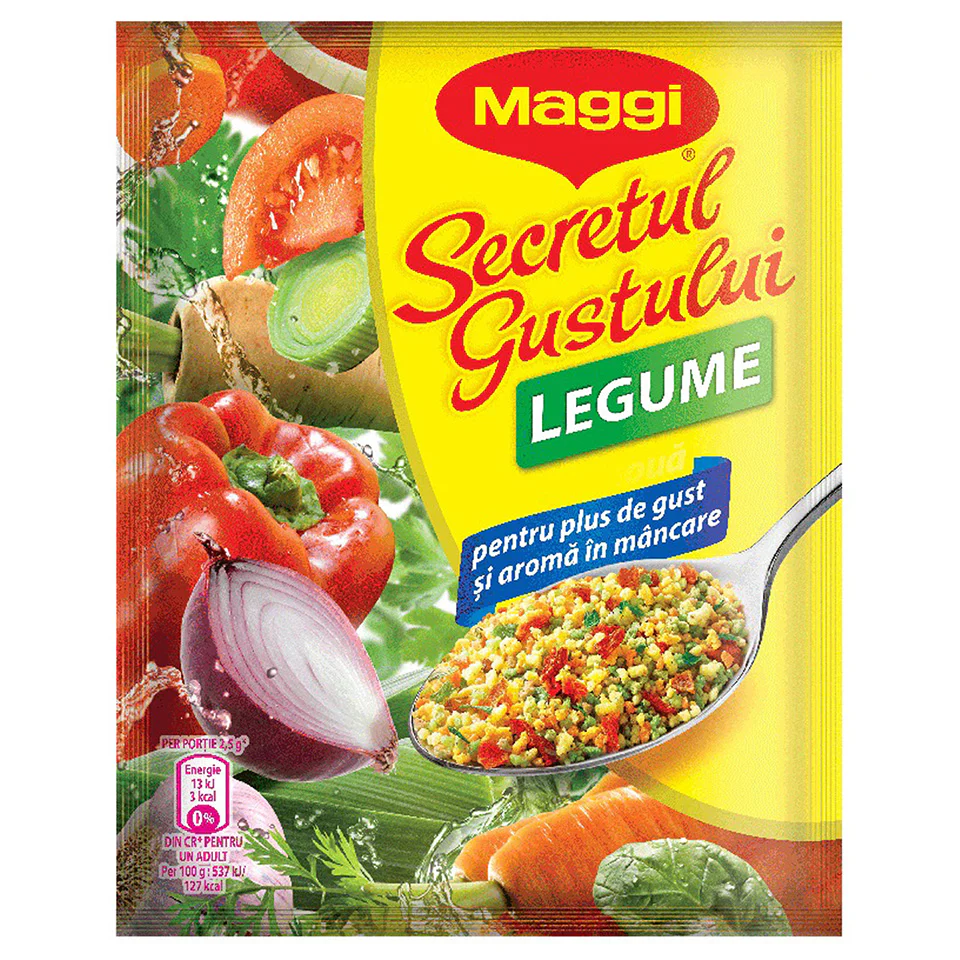 Maggi
®
Secretul
Gustului
LEGUME
ouă
pentru plus de gust
și aromă în mâncare
PER PORȚIE 2,5 g*
Energie
13 kJ
3 kcal
0%
DIN CR* PENTRU
UN ADULT
Per 100 g : 537 kJ/
127 kcal